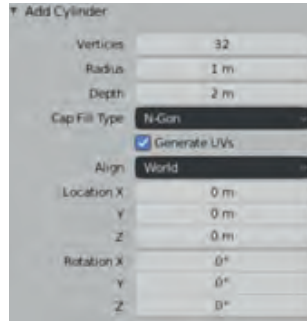 Add Cylinder
Vertices 32
Radius 1 m
Depth 2 m
Cap Fill Type N-Gon
Generate UVs
Align World
Location X 0 m
Y 0 m
Z 0 m
Rotation X 0°
Y 0°
Z 0°